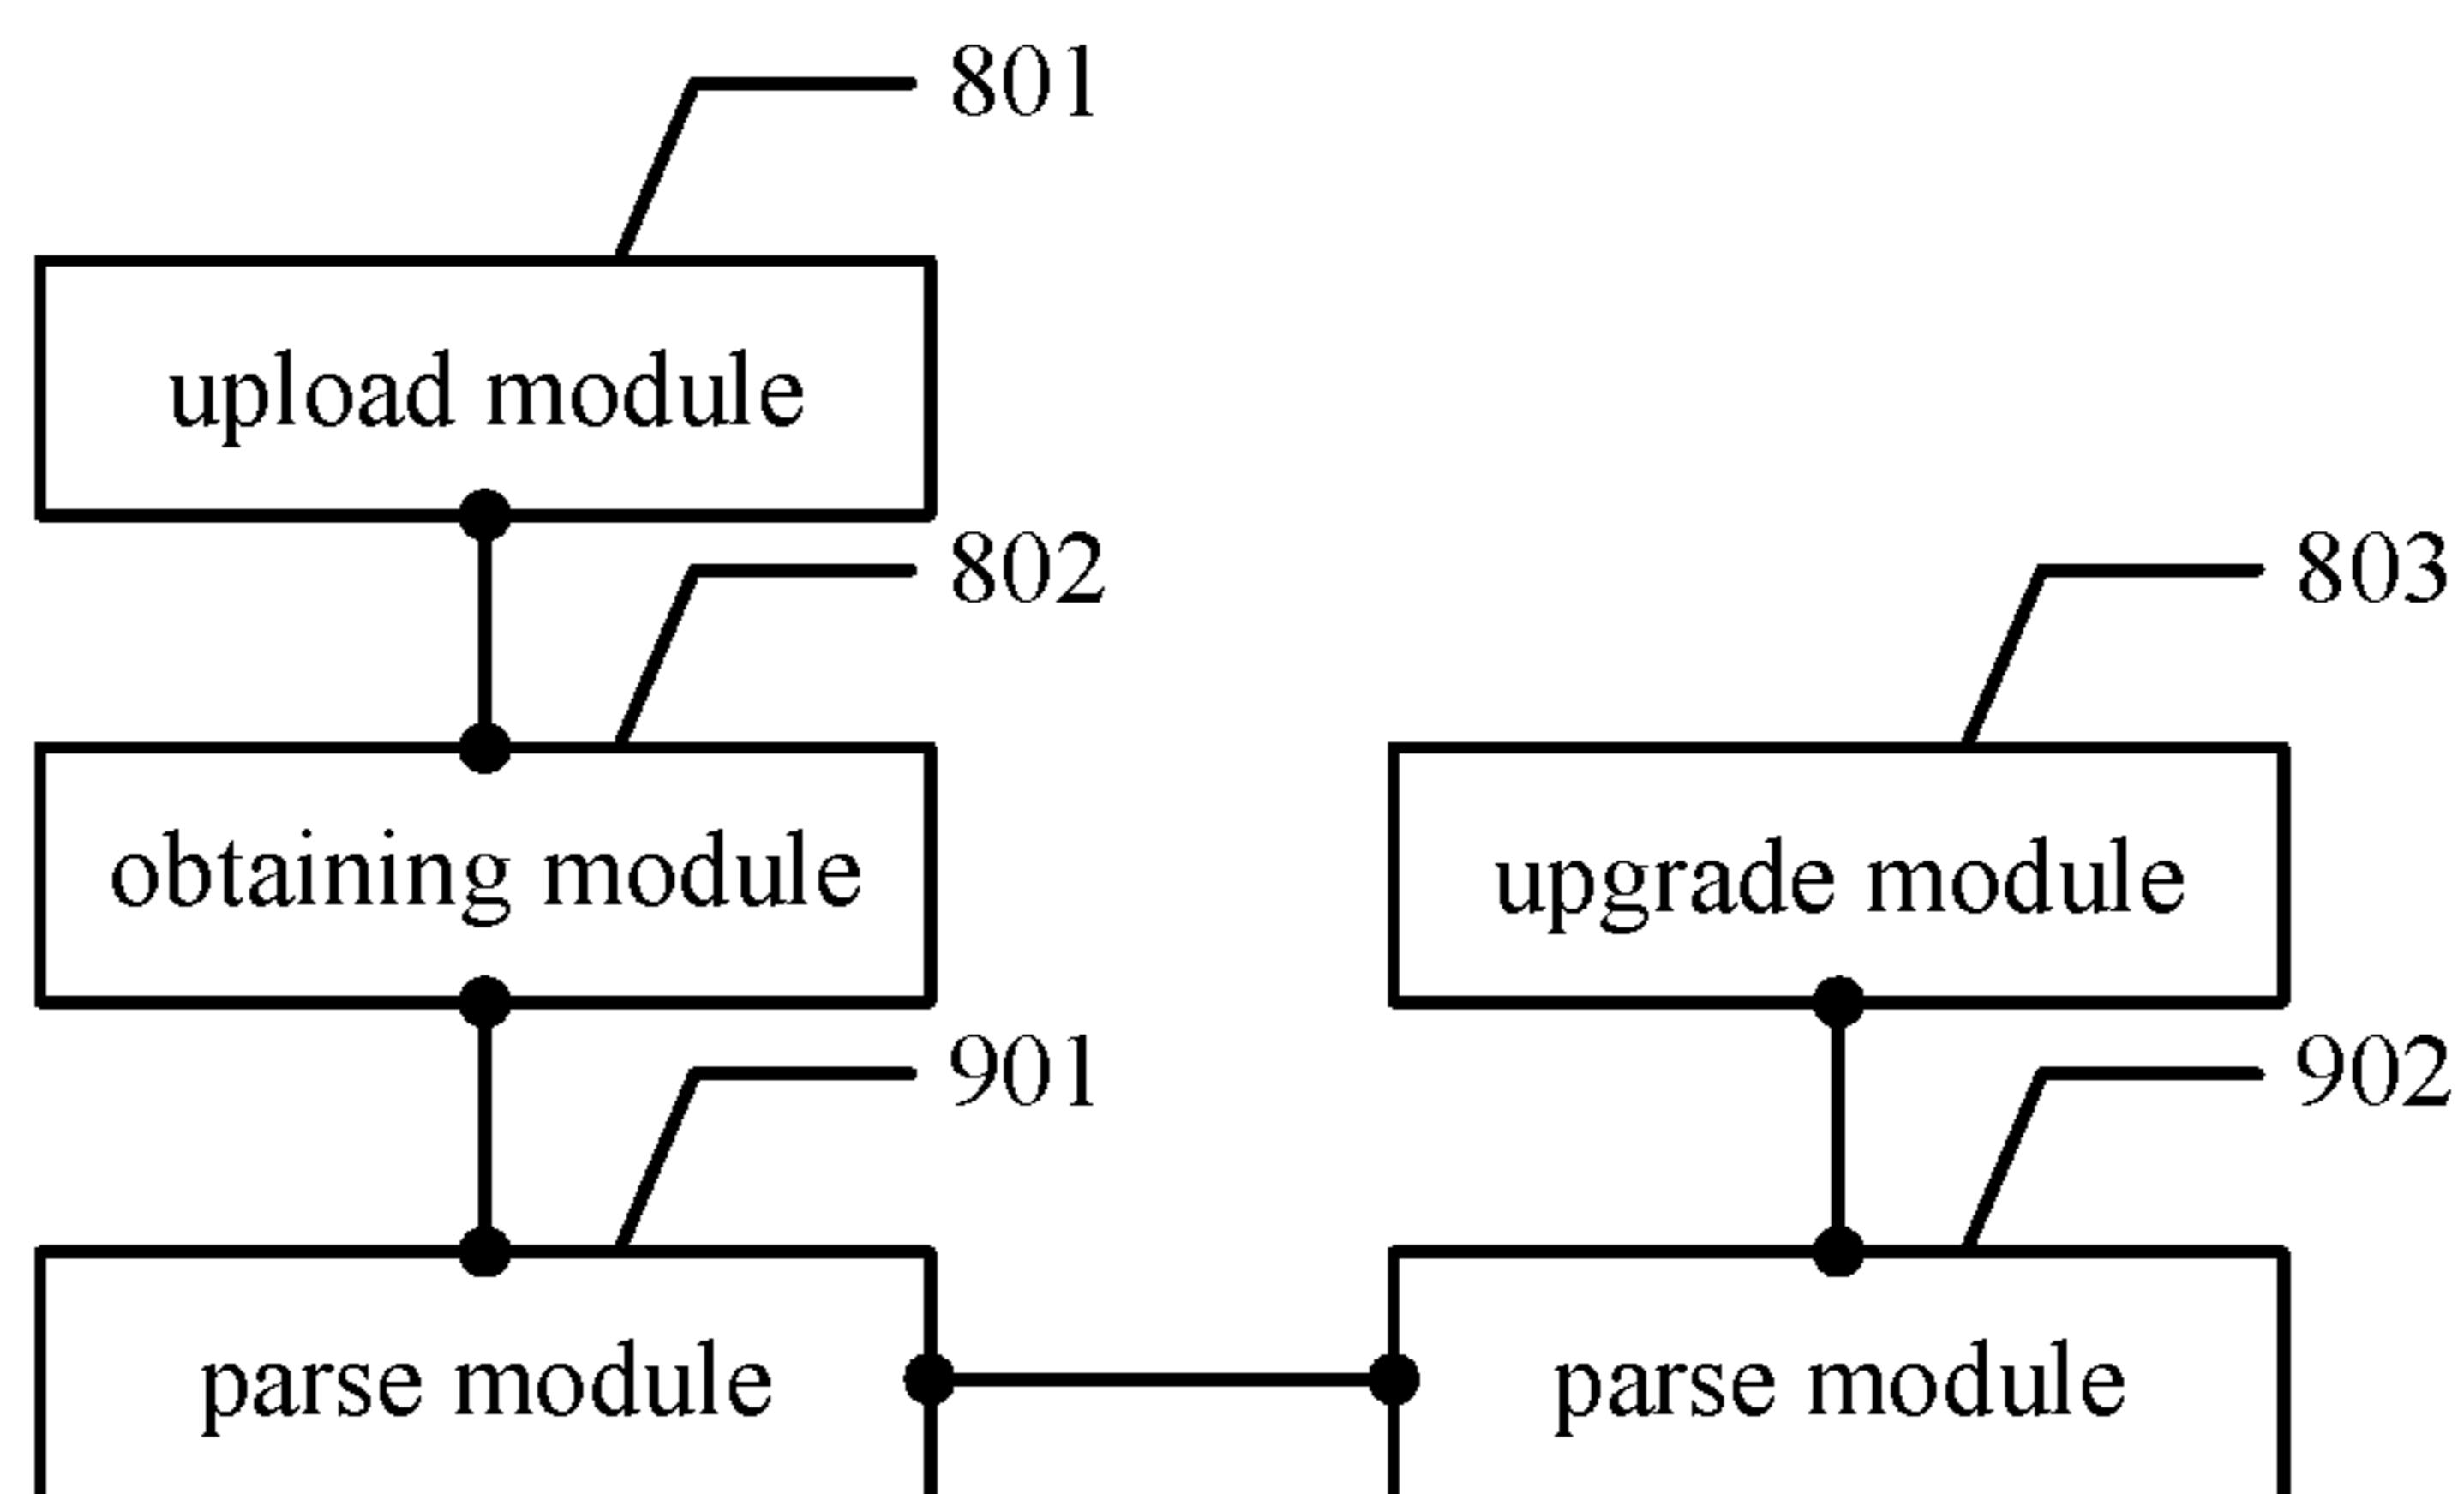 801
upload module
802
803
obtaining module
upgrade module
901
902
parse module
parse module